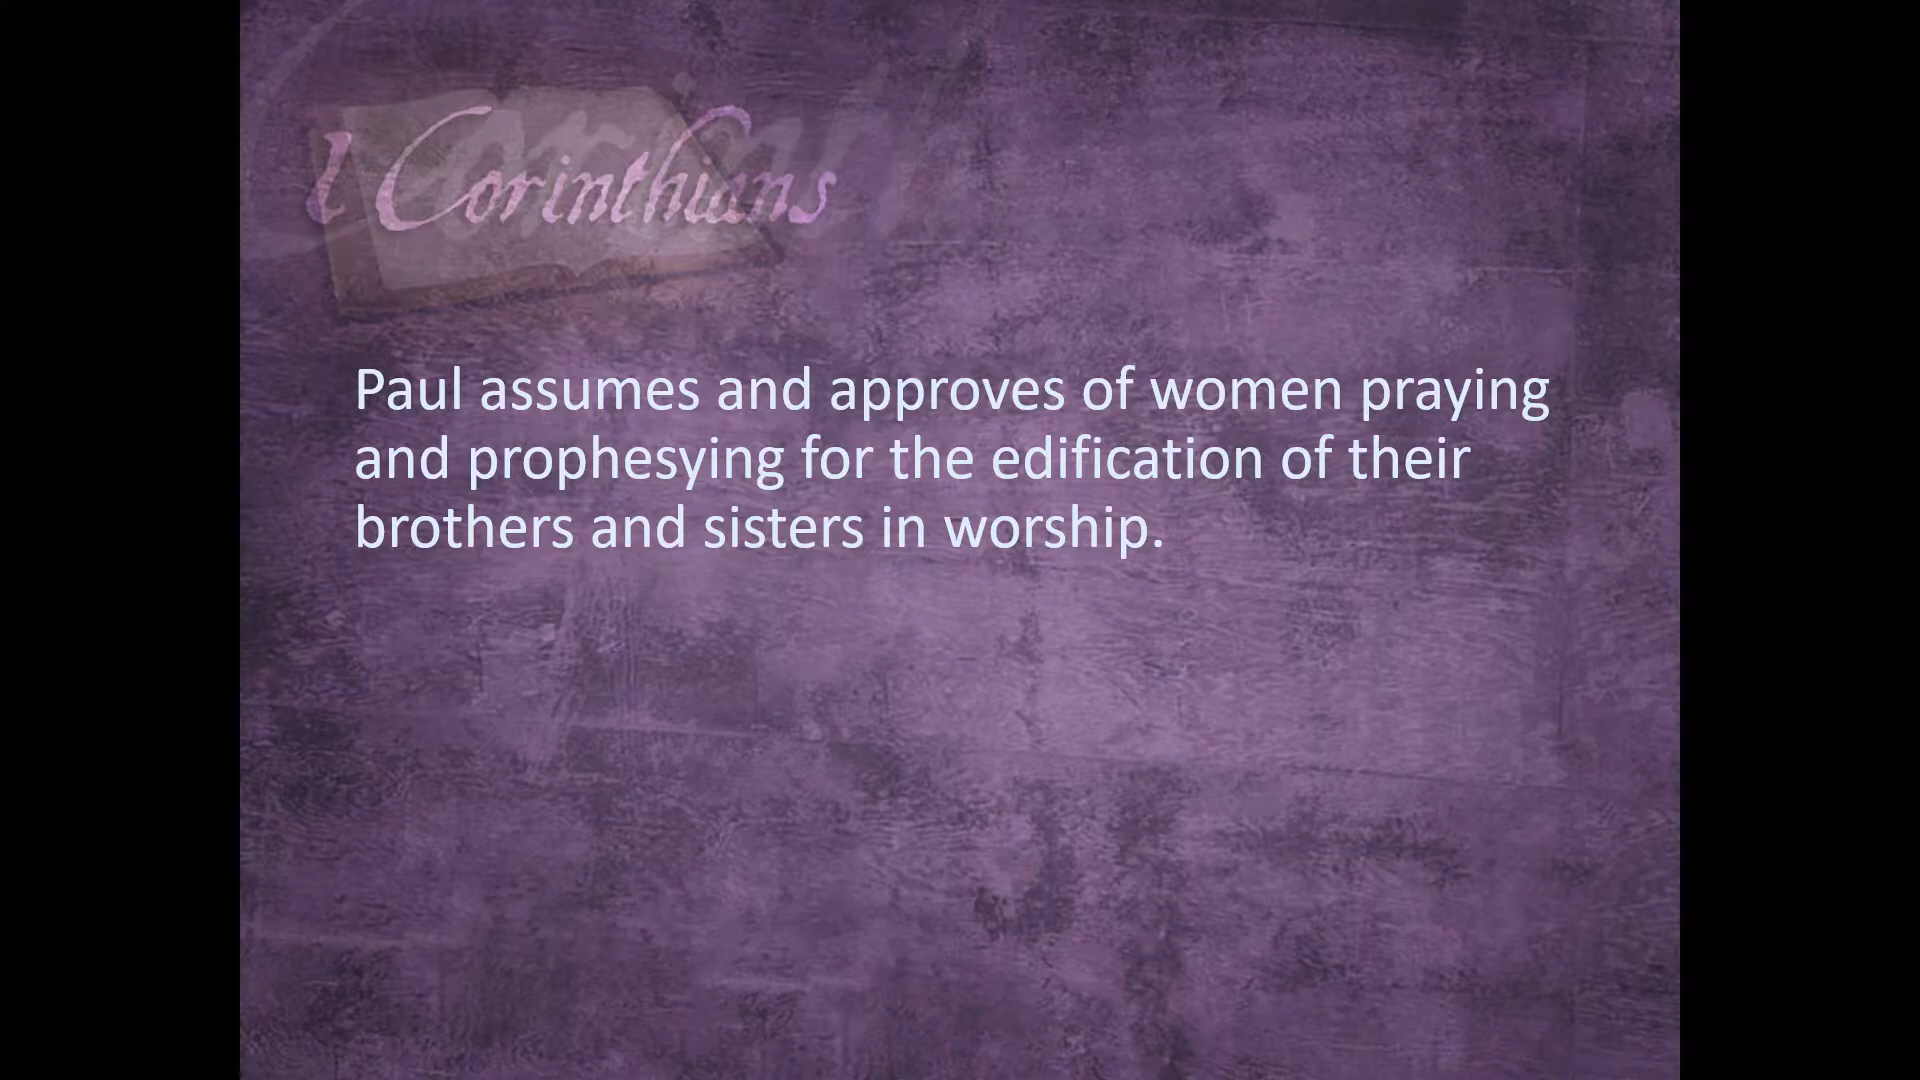 1 Corinthians
Paul assumes and approves of women praying
and prophesying for the edification of their
brothers and sisters in worship.